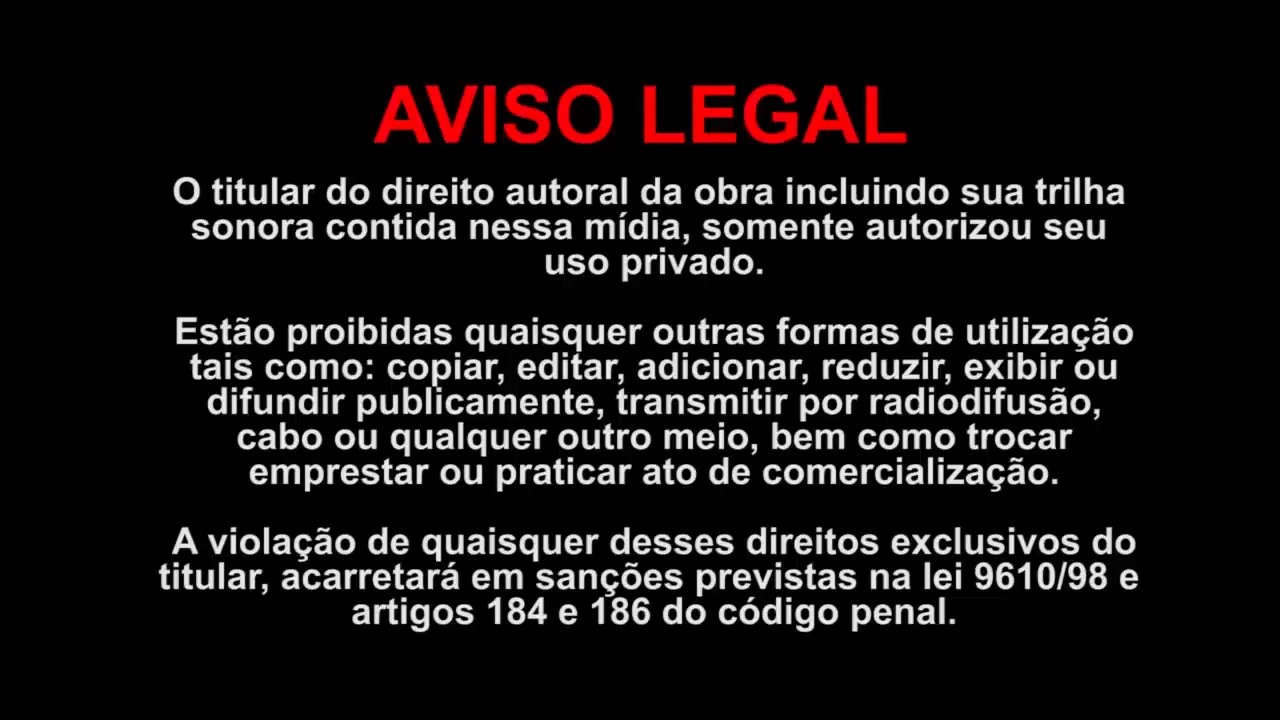 AVISO LEGAL
O titular do direito autoral da obra incluindo sua trilha
sonora contida nessa mídia, somente autorizou seu
uso privado.
Estão proibidas quaisquer outras formas de utilização
tais como: copiar, editar, adicionar, reduzir, exibir ou
difundir publicamente, transmitir por radiodifusão,
cabo ou qualquer outro meio, bem como trocar
emprestar ou praticar ato de comercialização.
A violação de quaisquer desses direitos exclusivos do
titular, acarretará em sanções previstas na lei 9610/98 e
artigos 184 e 186 do código penal.